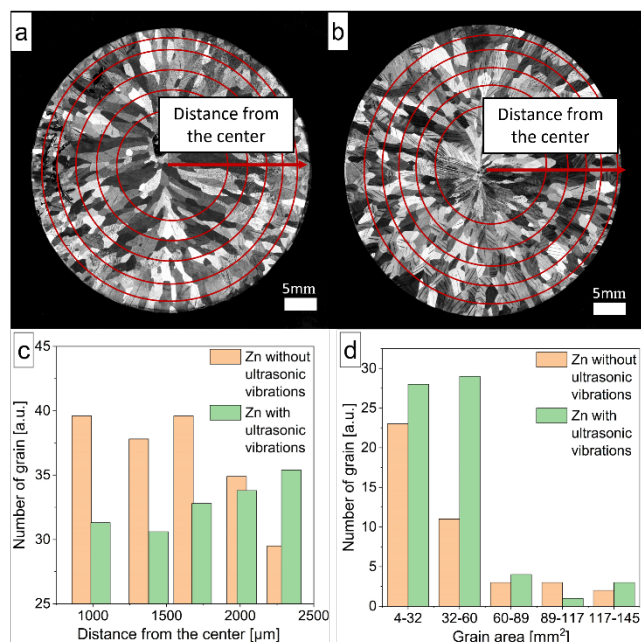 a
Distance from
the center
5mm
b
Distance from
the center
5mm
c
Number of grain [a.u.]
45
40
35
30
25
Zn without
ultrasonic
vibrations
Zn with
ultrasonic
vibrations
1000
1500
2000
2500
Distance from the center [µm]
d
Number of grain [a.u.]
30
25
20
15
10
5
0
Zn without
ultrasonic
vibrations
Zn with
ultrasonic
vibrations
4-32
32-60
60-89
89-117
117-145
Grain area [mm²]